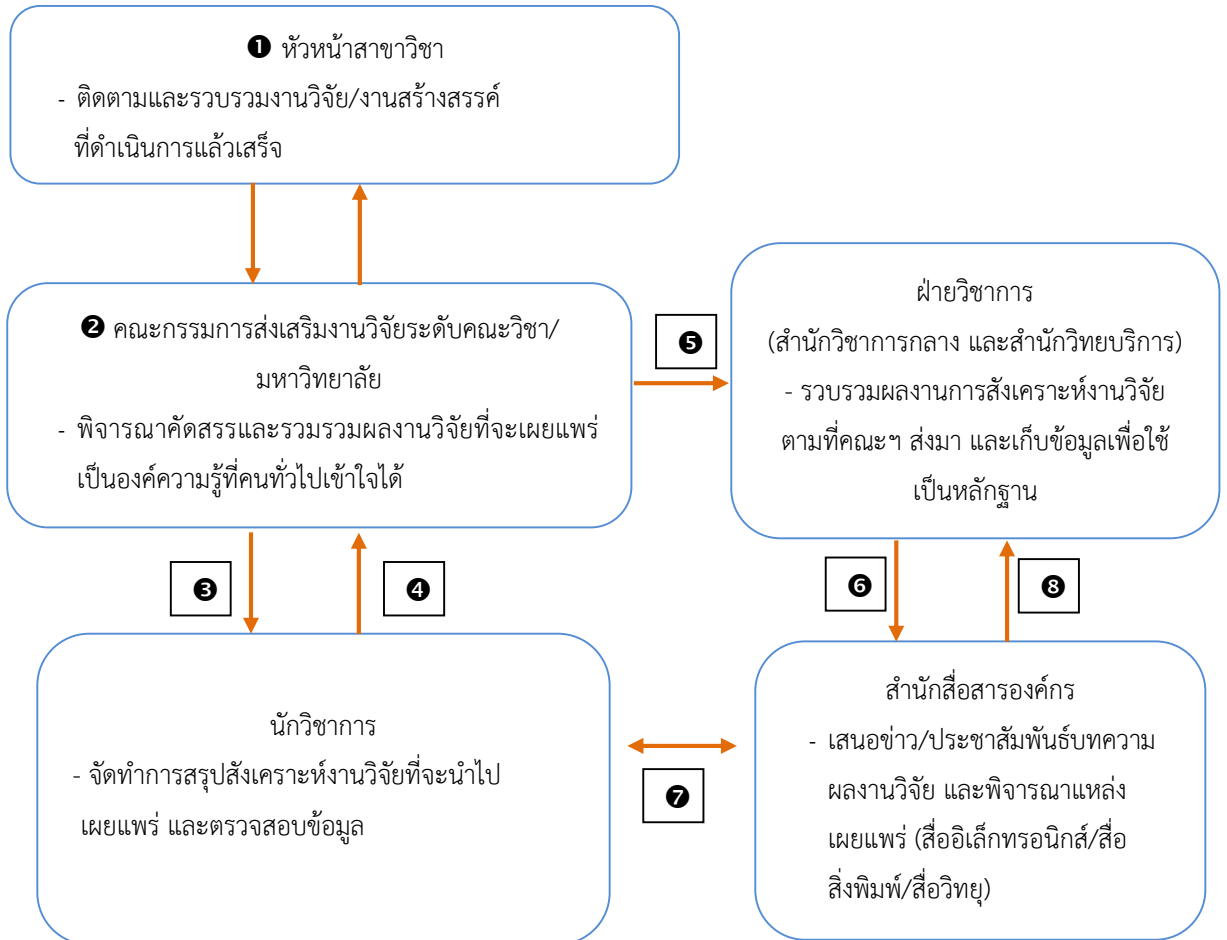 ❶ หัวหน้าสาขาวิชา
- ติดตามและรวบรวมงานวิจัย/งานสร้างสรรค์
ที่ดำเนินการแล้วเสร็จ
❷ คณะกรรมการส่งเสริมงานวิจัยระดับคณะวิชา/
มหาวิทยาลัย
- พิจารณาคัดสรรและรวมรวมผลงานวิจัยที่จะเผยแพร่
เป็นองค์ความรู้ที่คนทั่วไปเข้าใจได้
❺
ฝ่ายวิชาการ
(สำนักวิชาการกลาง และสำนักวิทยบริการ)
- รวบรวมผลงานการสังเคราะห์งานวิจัย
ตามที่คณะฯ ส่งมา และเก็บข้อมูลเพื่อใช้
เป็นหลักฐาน
❸
❹
❻
❽
นักวิชาการ
- จัดทำการสรุปสังเคราะห์งานวิจัยที่จะนำไป
เผยแพร่ และตรวจสอบข้อมูล
❼
สำนักสื่อสารองค์กร
- เสนอข่าว/ประชาสัมพันธ์บทความ
ผลงานวิจัย และพิจารณาแหล่ง
เผยแพร่ (สื่ออิเล็กทรอนิกส์/สื่อ
สิ่งพิมพ์/สื่อวิทยุ)